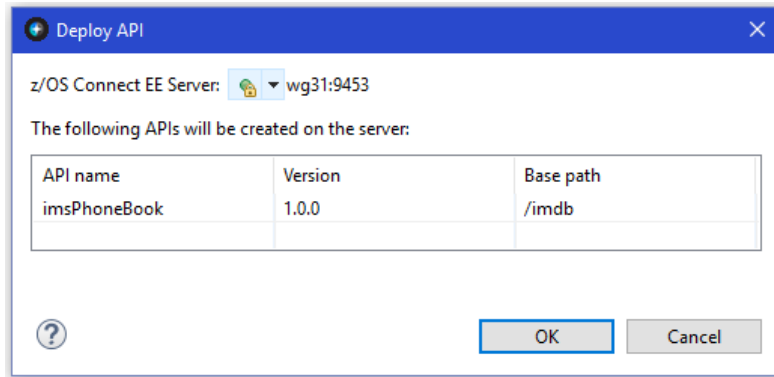 Deploy API
z/OS Connect EE Server: wg31:9453
The following APIs will be created on the server:
API name Version Base path
imsPhoneBook 1.0.0 /imdb
? OK Cancel